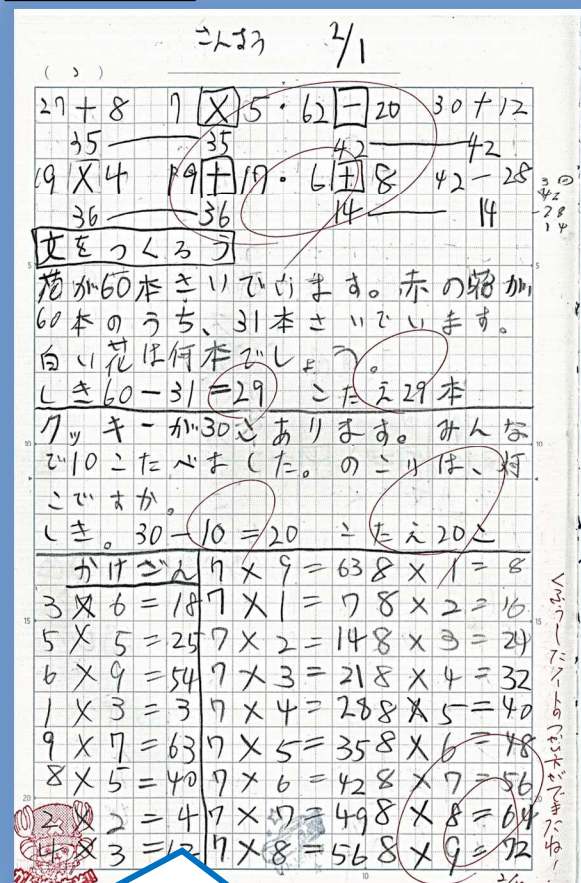 さんすう 2/1
27+8 7×5・62-20 30+12
35 35 42 42
9×4 19+17・6+8 42-28
36 36 14 14
文をつくろう
花が60本さいでいます。赤の花が
60本のうち、31本さいでいます。
白い花は何本でしょう。
しき60-31=29 こたえ29本
クッキーが30こあります。みんな
で10こたべました。のこりは、何
こですか。
しき。30-10=20 こたえ20こ
かけざん 7×9=63 8×1=8
3×6=18 7×1=7 8×2=16
5×5=25 7×2=14 8×3=24
6×9=54 7×3=21 8×4=32
1×3=3 7×4=28 8×5=40
9×7=63 7×5=35 8×6=48
8×5=40 7×6=42 8×7=56
2×2=4 7×7=49 8×8=64
4×3=12 7×8=56 8×9=72
くふうしたノートのつかい方ができたね!